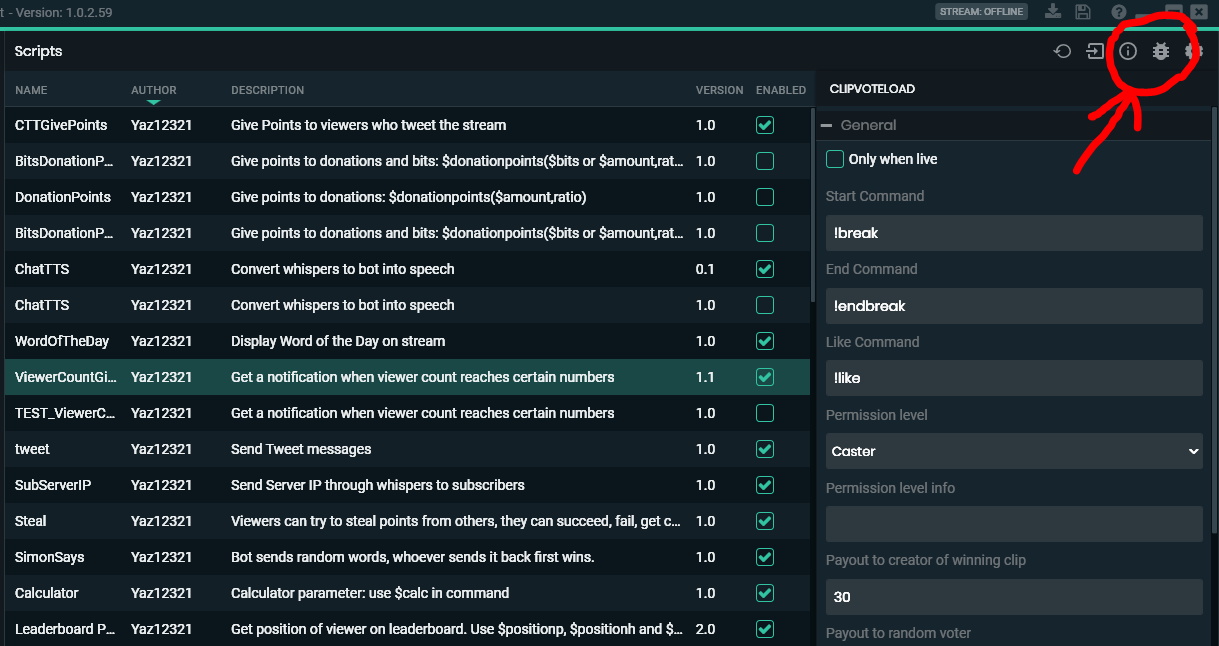 t - Version: 1.0.2.59
STREAM: OFFLINE
Scripts
NAME AUTHOR DESCRIPTION VERSION ENABLED
CTTGivePoints Yaz12321 Give Points to viewers who tweet the stream 1.0
BitsDonationP... Yaz12321 Give points to donations and bits: $donationpoints($bits or $amount,rat... 1.0
DonationPoints Yaz12321 Give points to donations: $donationpoints($amount,ratio) 1.0
BitsDonationP... Yaz12321 Give points to donations and bits: $donationpoints($bits or $amount,rat... 1.0
ChatTTS Yaz12321 Convert whispers to bot into speech 0.1
ChatTTS Yaz12321 Convert whispers to bot into speech 1.0
WordOfTheDay Yaz12321 Display Word of the Day on stream 1.0
ViewerCountGi... Yaz12321 Get a notification when viewer count reaches certain numbers 1.1
TEST_ViewerC... Yaz12321 Get a notification when viewer count reaches certain numbers 1.0
tweet Yaz12321 Send Tweet messages 1.0
SubServerIP Yaz12321 Send Server IP through whispers to subscribers 1.0
Steal Yaz12321 Viewers can try to steal points from others, they can succeed, fail, get c... 1.0
SimonSays Yaz12321 Bot sends random words, whoever sends it back first wins. 1.0
Calculator Yaz12321 Calculator parameter: use $calc in command 1.0
Leaderboard P... Yaz12321 Get position of viewer on leaderboard. Use $positionp, $positionh and $... 2.0
CLIPVOTELOAD
General
Only when live
Start Command
!break
End Command
!endbreak
Like Command
!like
Permission level
Caster
Permission level info
Payout to creator of winning clip
30
Payout to random voter